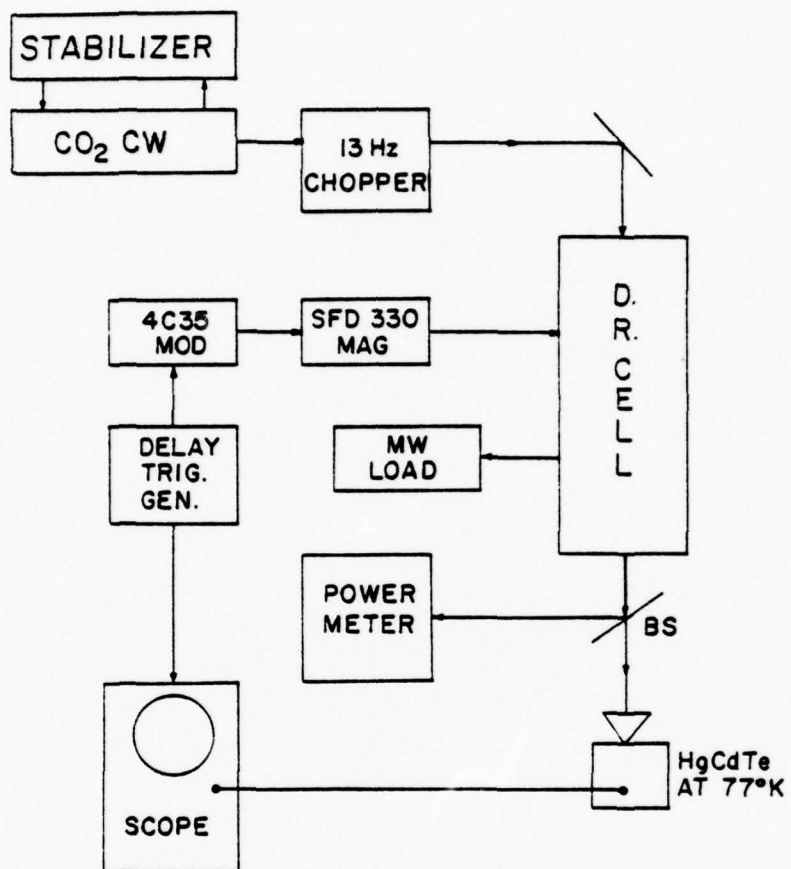 STABILIZER
CO₂ CW
13 Hz
CHOPPER
4C35
MOD
SFD 330
MAG
D.
R.
C
E
L
L
DELAY
TRIG.
GEN.
MW
LOAD
POWER
METER
BS
SCOPE
HgCdTe
AT 77°K